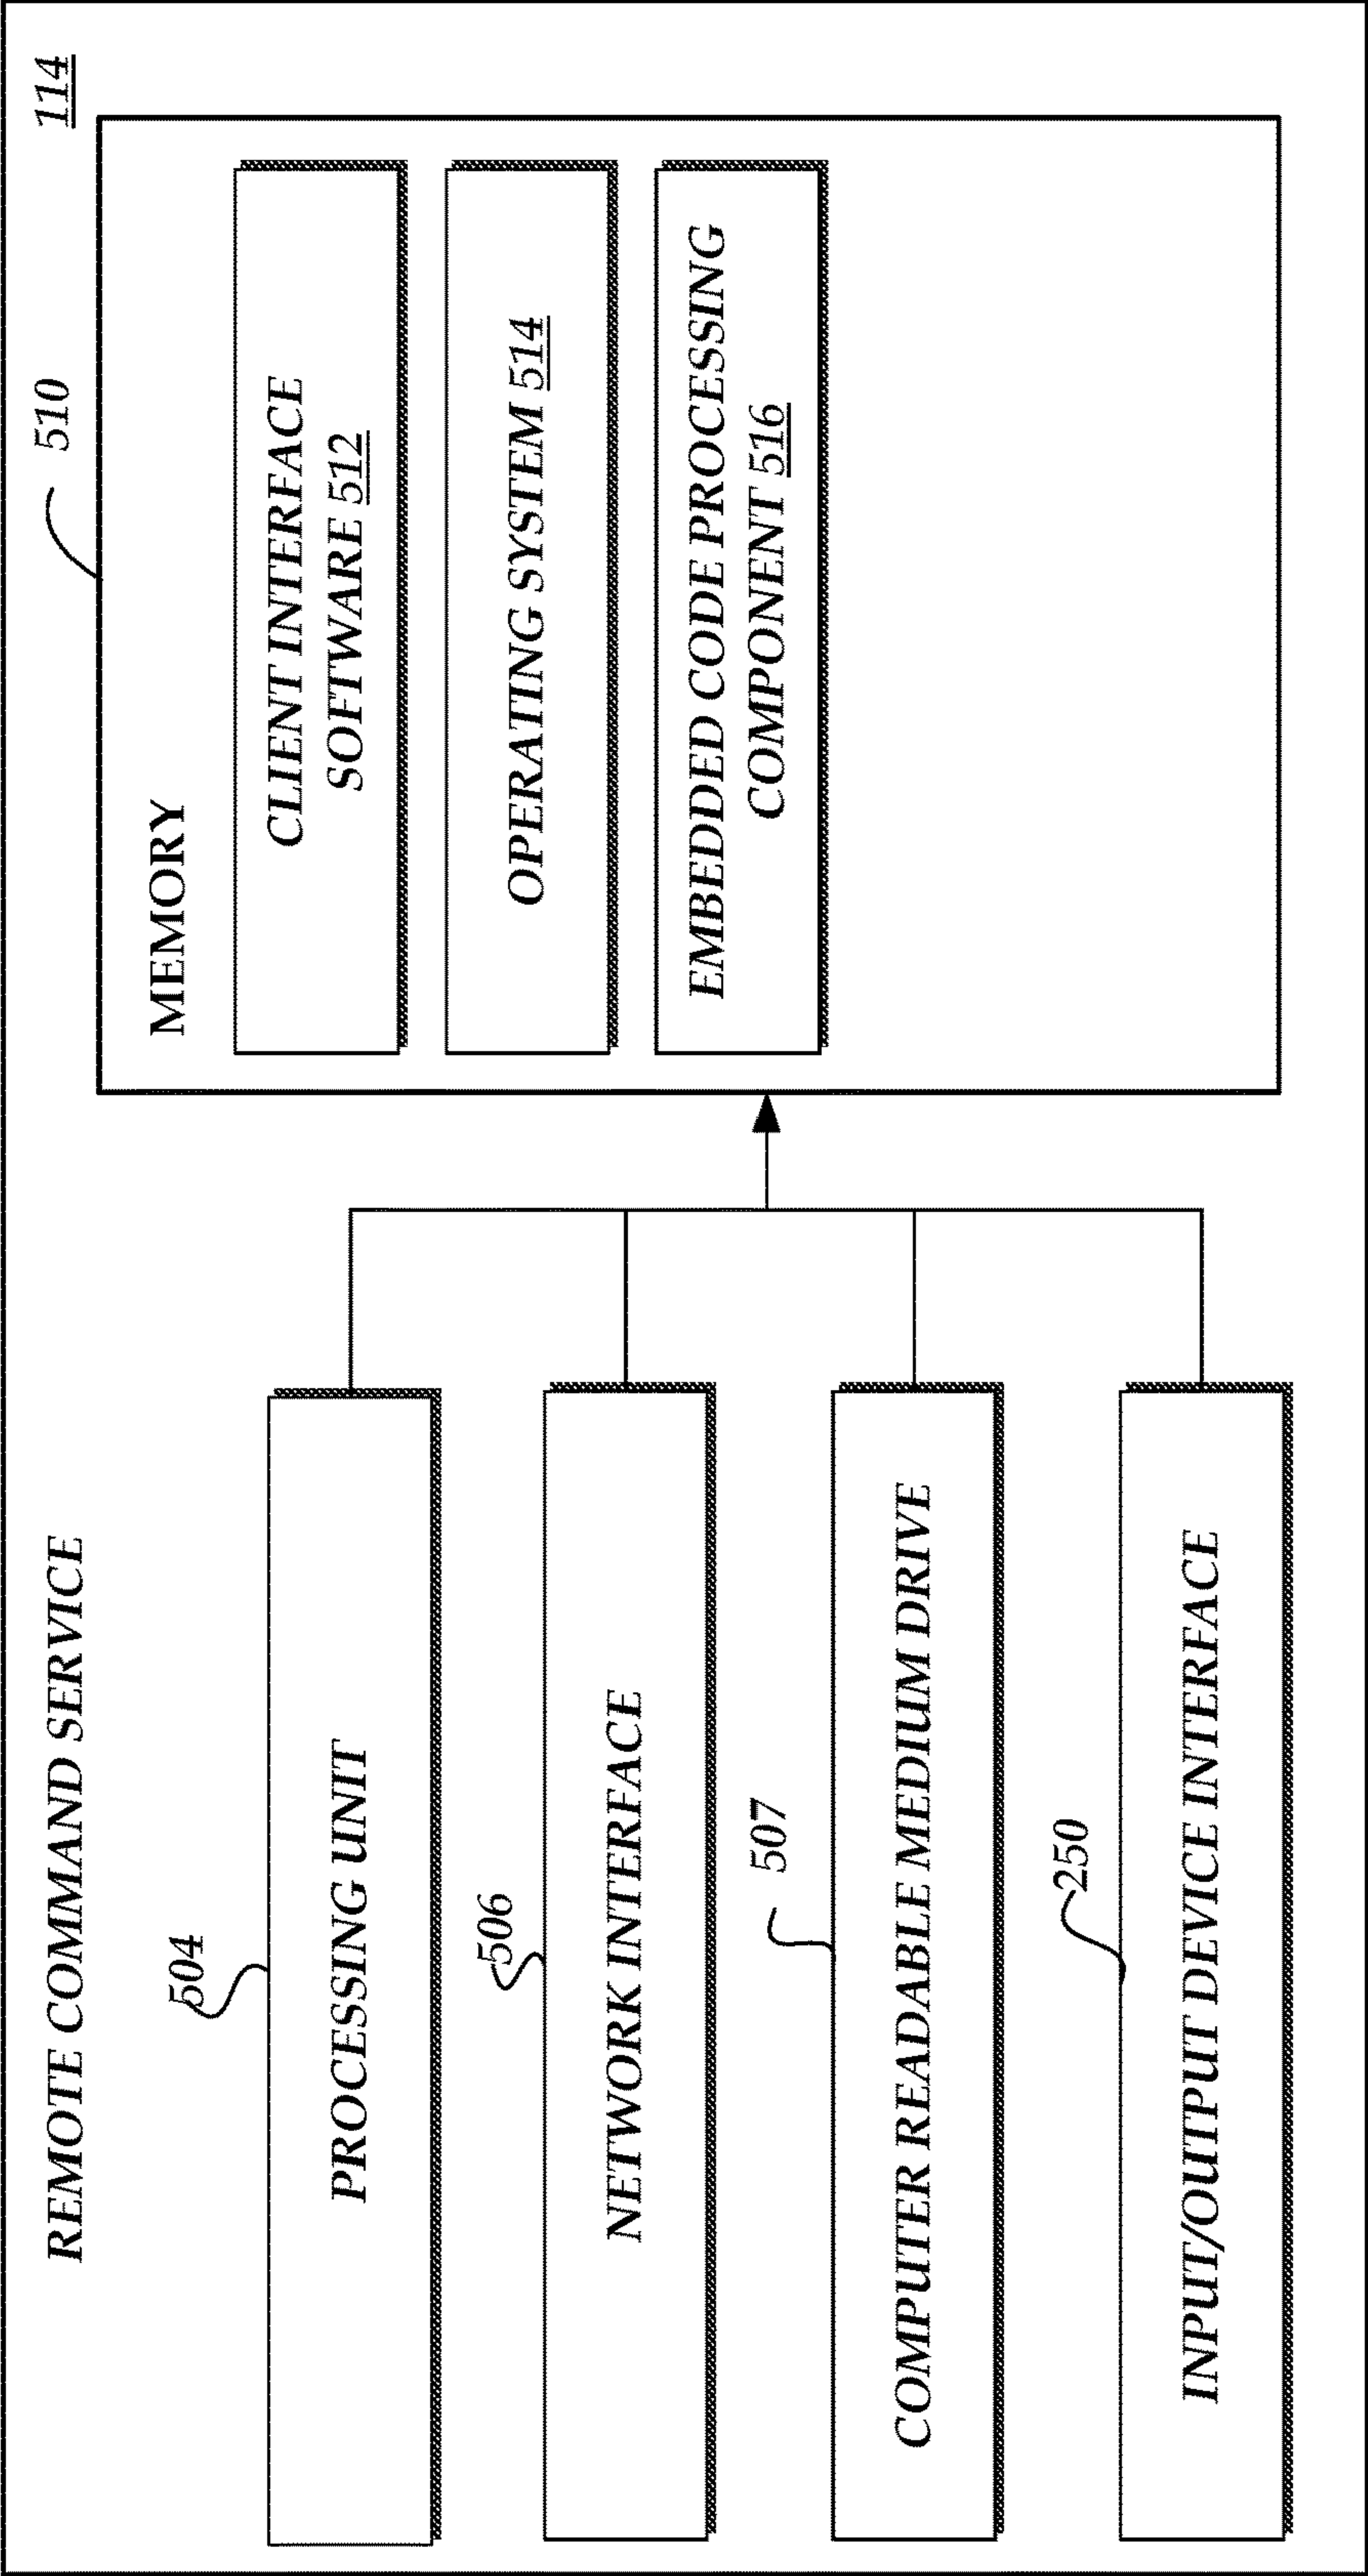 REMOTE COMMAND SERVICE
114
504
PROCESSING UNIT
506
NETWORK INTERFACE
507
COMPUTER READABLE MEDIUM DRIVE
250
INPUT/OUTPUT DEVICE INTERFACE
510
MEMORY
CLIENT INTERFACE
SOFTWARE 512
OPERATING SYSTEM 514
EMBEDDED CODE PROCESSING
COMPONENT 516